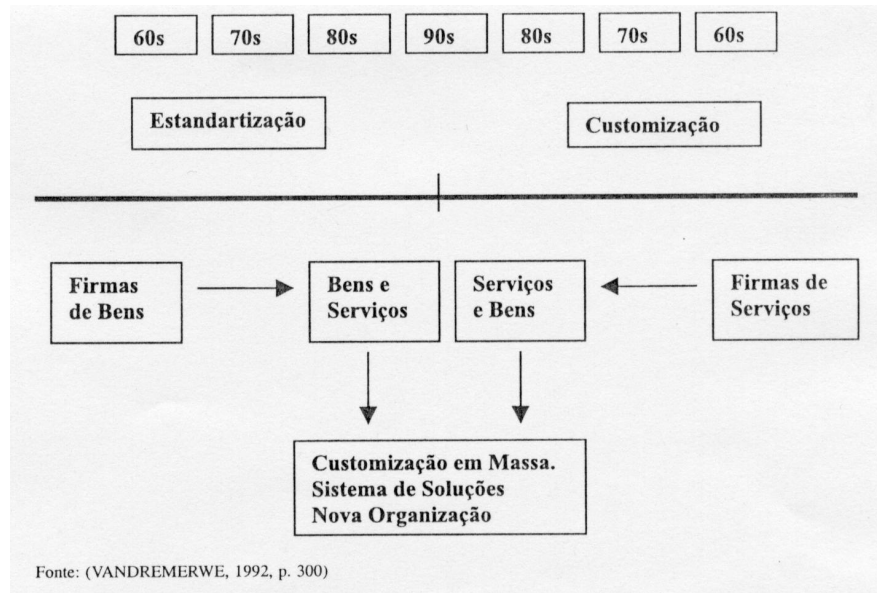 60s 70s 80s 90s 80s 70s 60s
Estandartização
Customização
Firmas
de Bens
Bens e
Serviços
Serviços
e Bens
Firmas de
Serviços
Customização em Massa.
Sistema de Soluções
Nova Organização
Fonte: (VANDREMERWE, 1992, p. 300)